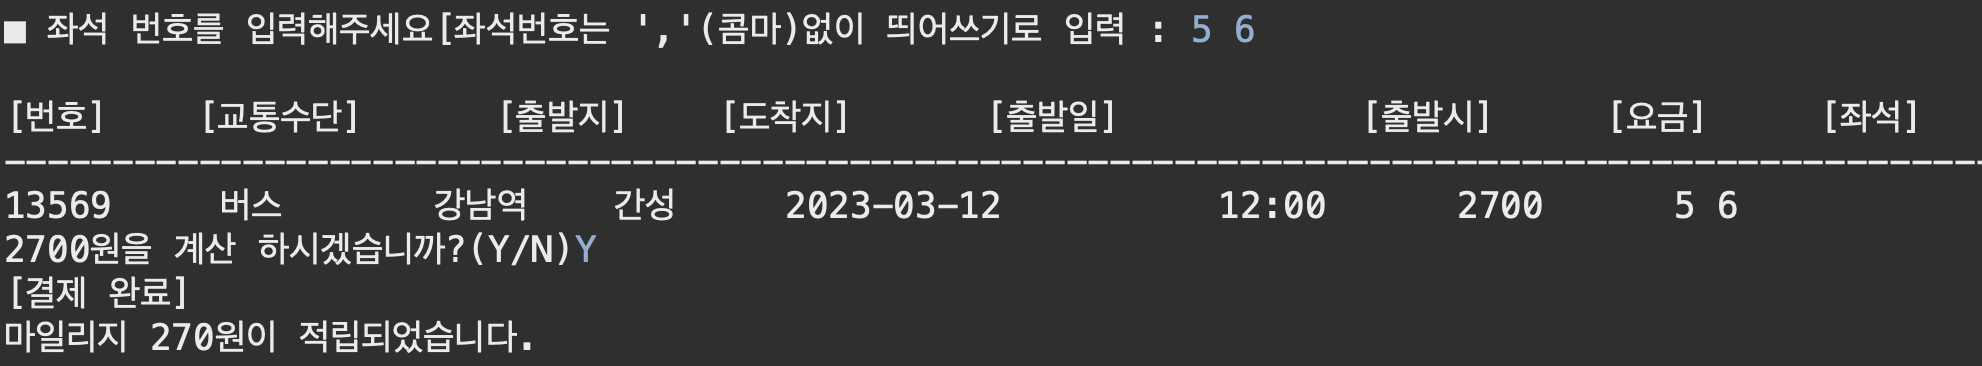 ■ 좌석 번호를 입력해주세요[좌석번호는 ','(콤마)없이 띄어쓰기로 입력 : 5 6
[번호] [교통수단] [출발지] [도착지] [출발일] [출발시] [요금] [좌석]
------------------------------------------------------------------------------------------
13569 버스 강남역 간성 2023-03-12 12:00 2700 5 6
2700원을 계산 하시겠습니까?(Y/N)Y
[결제 완료]
마일리지 270원이 적립되었습니다.